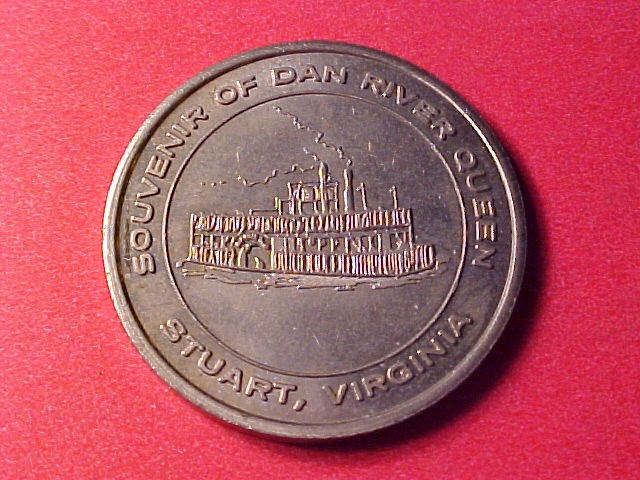 SOUVENIR OF DAN RIVER QUEEN
STUART, VIRGINIA